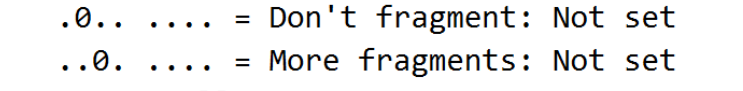 .0.. .... = Don't fragment: Not set
..0. .... = More fragments: Not set